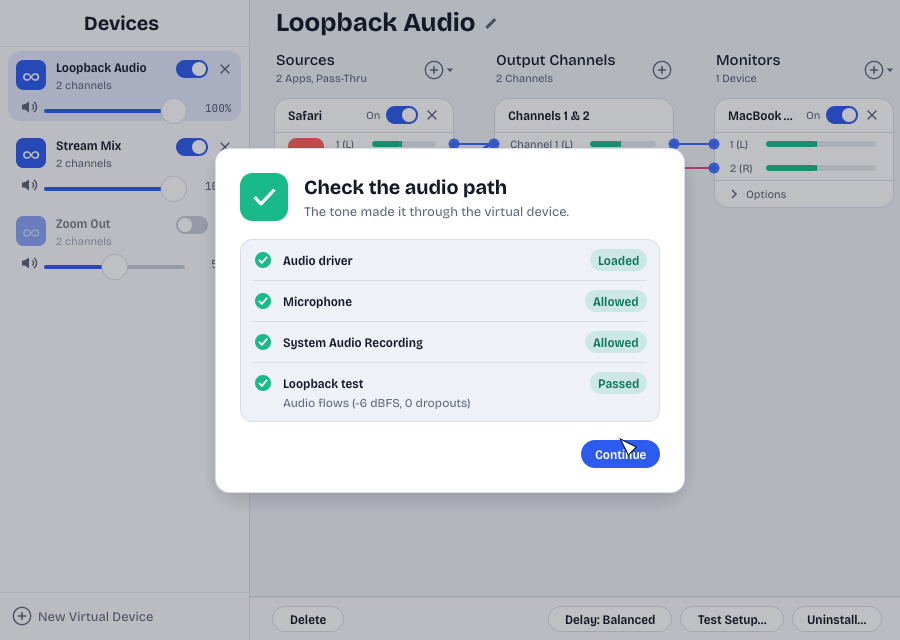 Devices
Loopback Audio
2 channels
100%
Stream Mix
2 channels
Zoom Out
2 channels
New Virtual Device
Loopback Audio
Sources
2 Apps, Pass-Thru
Output Channels
2 Channels
Monitors
1 Device
Safari
On
1 (L)
Channels 1 & 2
Channel 1 (L)
MacBook ...
On
1 (L)
2 (R)
Options
Check the audio path
The tone made it through the virtual device.
Audio driver
Loaded
Microphone
Allowed
System Audio Recording
Allowed
Loopback test
Passed
Audio flows (-6 dBFS, 0 dropouts)
Continue
Delete
Delay: Balanced
Test Setup...
Uninstall...